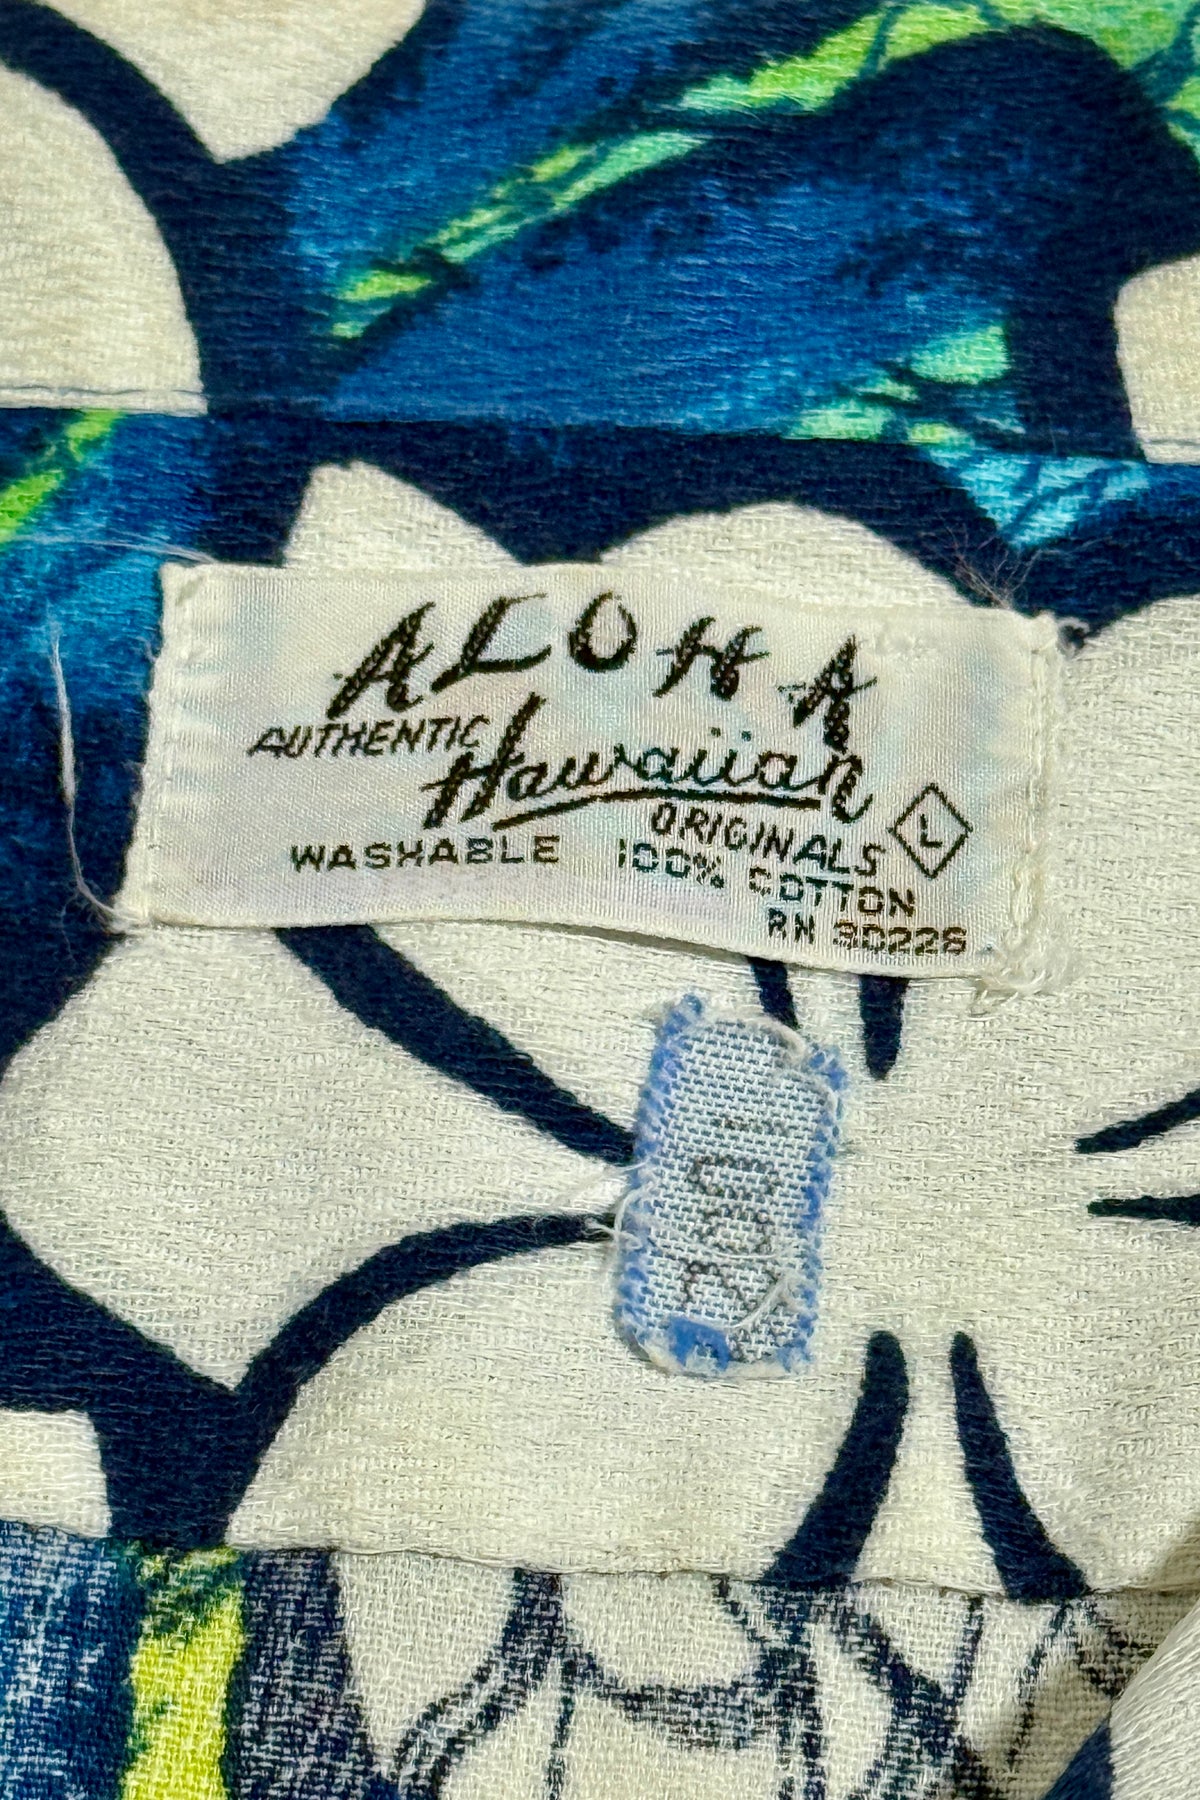 ALOHA
AUTHENTIC Hawaiian
ORIGINALS L
WASHABLE 100% COTTON
RN 30226